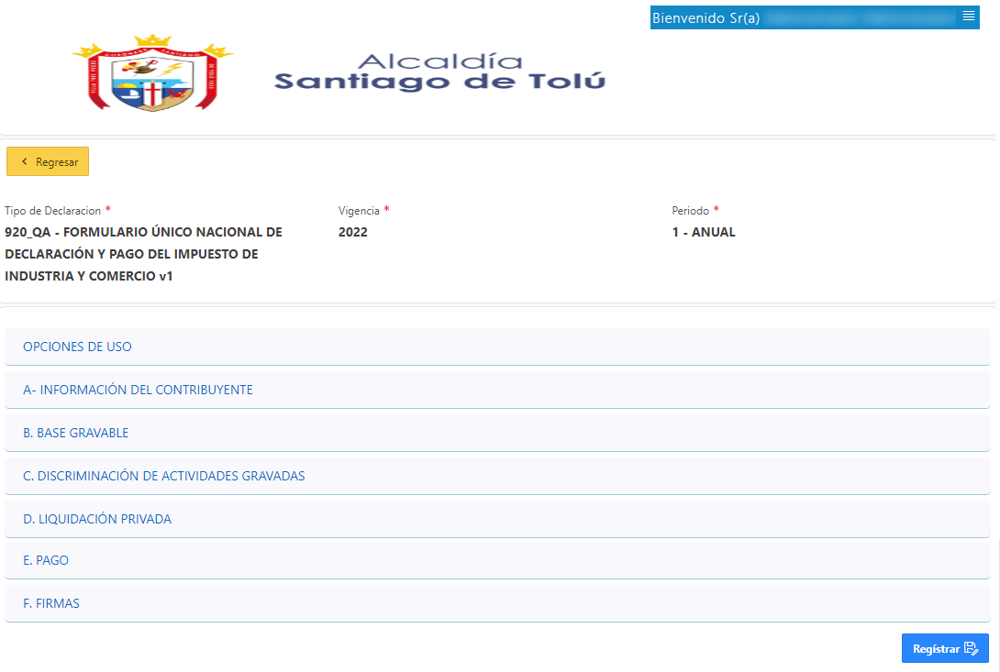 Bienvenido Sr(a)
Alcaldía
Santiago de Tolú
Regresar
Tipo de Declaracion *
920_QA - FORMULARIO ÚNICO NACIONAL DE
DECLARACIÓN Y PAGO DEL IMPUESTO DE
INDUSTRIA Y COMERCIO v1
Vigencia *
2022
Periodo *
1 - ANUAL
OPCIONES DE USO
A- INFORMACIÓN DEL CONTRIBUYENTE
B. BASE GRAVABLE
C. DISCRIMINACIÓN DE ACTIVIDADES GRAVADAS
D. LIQUIDACIÓN PRIVADA
E. PAGO
F. FIRMAS
Registrar